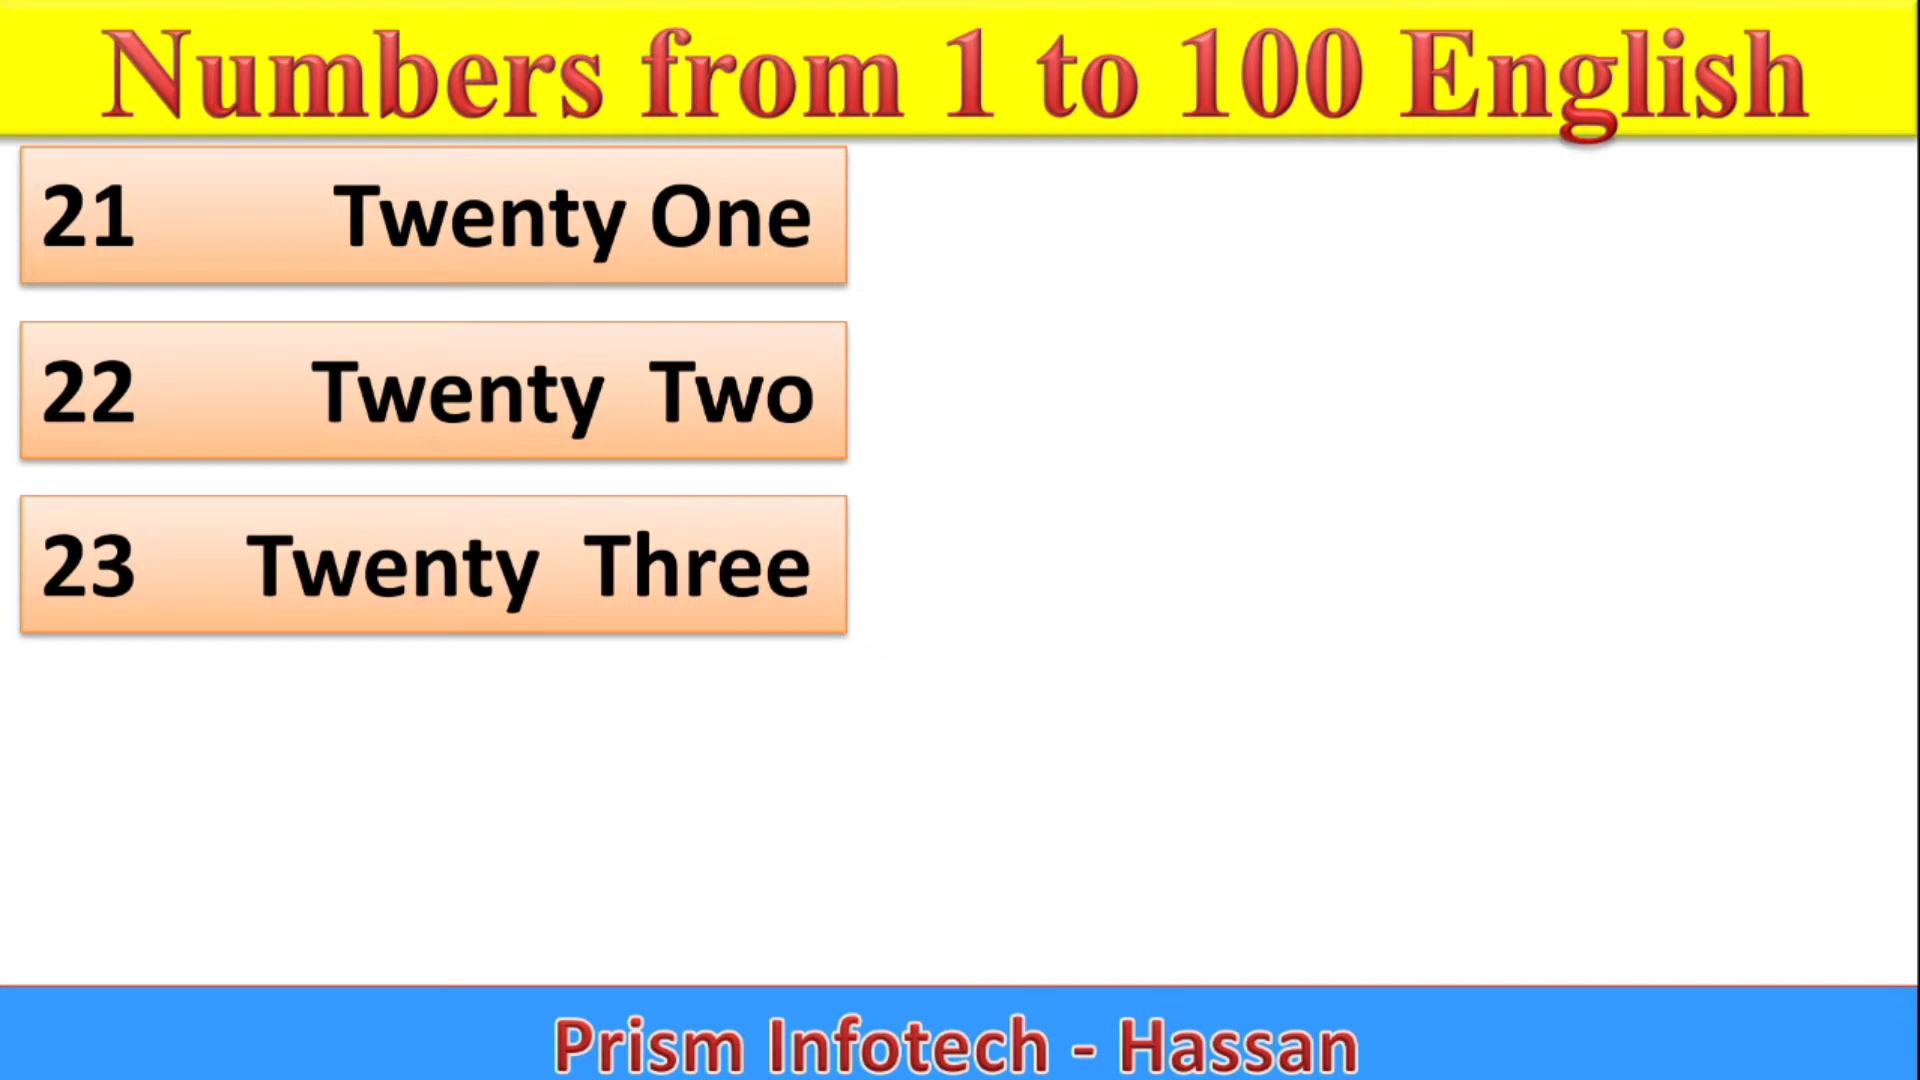 Numbers from 1 to 100 English
21 Twenty One
22 Twenty Two
23 Twenty Three
Prism Infotech - Hassan